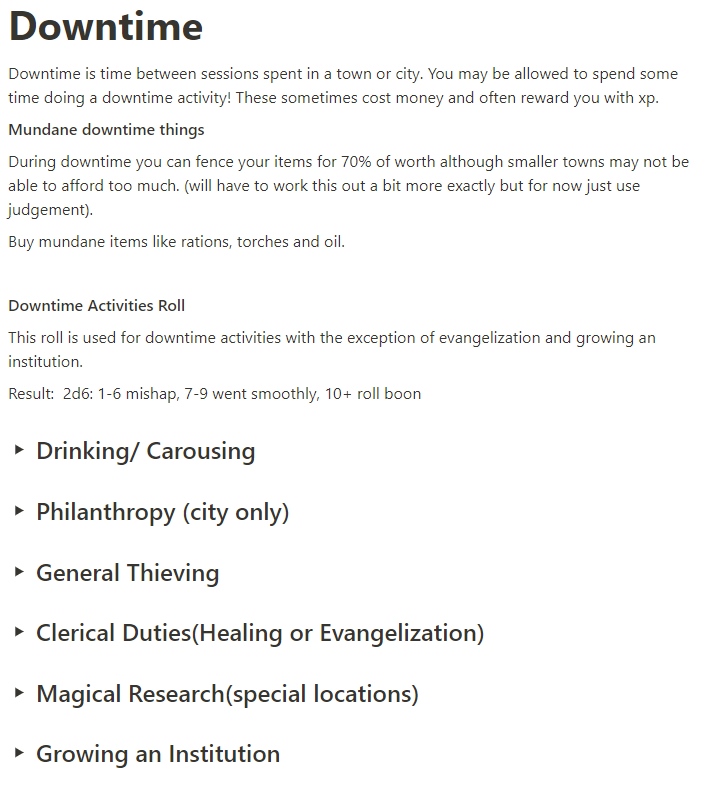 Downtime
Downtime is time between sessions spent in a town or city. You may be allowed to spend some
time doing a downtime activity! These sometimes cost money and often reward you with xp.
Mundane downtime things
During downtime you can fence your items for 70% of worth although smaller towns may not be
able to afford too much. (will have to work this out a bit more exactly but for now just use
judgement).
Buy mundane items like rations, torches and oil.
Downtime Activities Roll
This roll is used for downtime activities with the exception of evangelization and growing an
institution.
Result:  2d6: 1-6 mishap, 7-9 went smoothly, 10+ roll boon
Drinking/ Carousing
Philanthropy (city only)
General Thieving
Clerical Duties(Healing or Evangelization)
Magical Research(special locations)
Growing an Institution